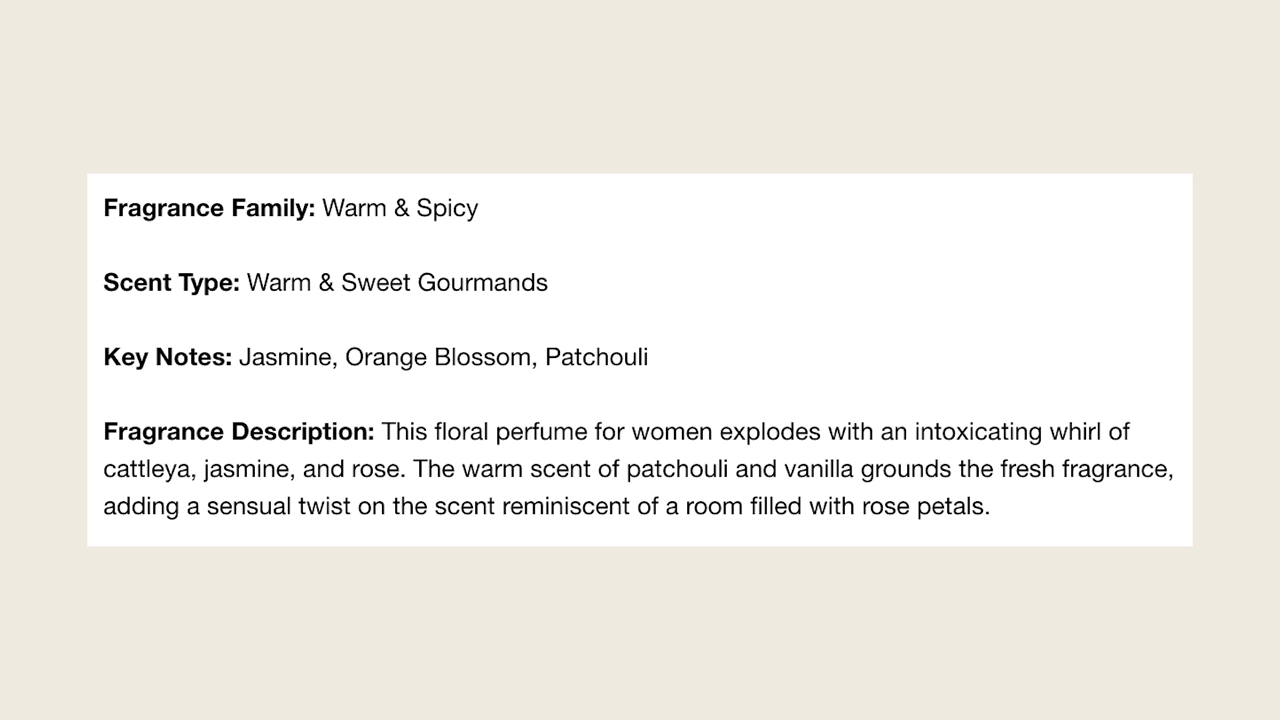 Fragrance Family: Warm & Spicy
Scent Type: Warm & Sweet Gourmands
Key Notes: Jasmine, Orange Blossom, Patchouli
Fragrance Description: This floral perfume for women explodes with an intoxicating whirl of
cattleya, jasmine, and rose. The warm scent of patchouli and vanilla grounds the fresh fragrance,
adding a sensual twist on the scent reminiscent of a room filled with rose petals.